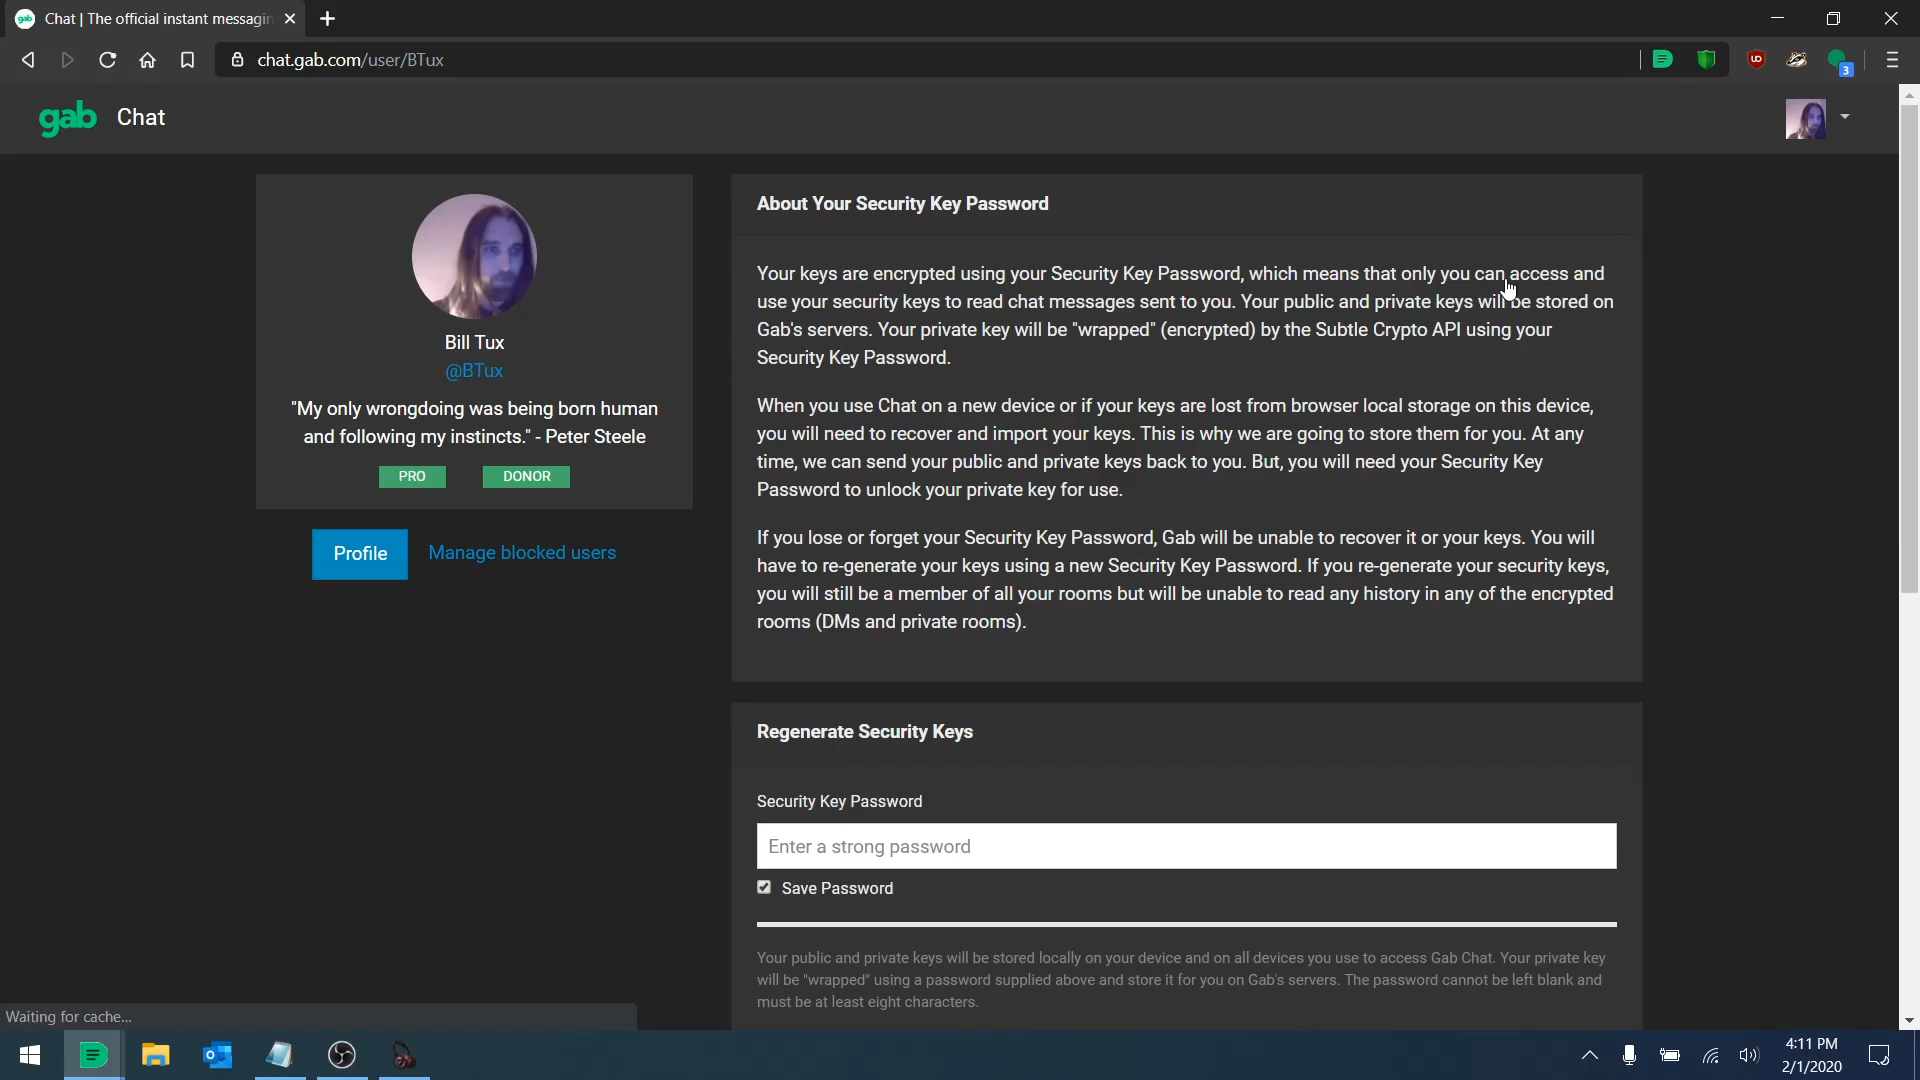 Chat | The official instant messagin
chat.gab.com/user/BTux
3
gab Chat
Bill Tux
@BTux
"My only wrongdoing was being born human
and following my instincts." - Peter Steele
PRO DONOR
Profile Manage blocked users
About Your Security Key Password
Your keys are encrypted using your Security Key Password, which means that only you can access and
use your security keys to read chat messages sent to you. Your public and private keys will be stored on
Gab's servers. Your private key will be "wrapped" (encrypted) by the Subtle Crypto API using your
Security Key Password.
When you use Chat on a new device or if your keys are lost from browser local storage on this device,
you will need to recover and import your keys. This is why we are going to store them for you. At any
time, we can send your public and private keys back to you. But, you will need your Security Key
Password to unlock your private key for use.
If you lose or forget your Security Key Password, Gab will be unable to recover it or your keys. You will
have to re-generate your keys using a new Security Key Password. If you re-generate your security keys,
you will still be a member of all your rooms but will be unable to read any history in any of the encrypted
rooms (DMs and private rooms).
Regenerate Security Keys
Security Key Password
Enter a strong password
Save Password
Your public and private keys will be stored locally on your device and on all devices you use to access Gab Chat. Your private key
will be "wrapped" using a password supplied above and store it for you on Gab's servers. The password cannot be left blank and
must be at least eight characters.
Waiting for cache...
4:11 PM
2/1/2020